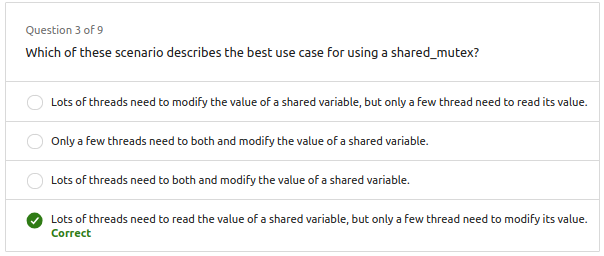 Question 3 of 9
Which of these scenario describes the best use case for using a shared_mutex?
Lots of threads need to modify the value of a shared variable, but only a few thread need to read its value.
Only a few threads need to both and modify the value of a shared variable.
Lots of threads need to both and modify the value of a shared variable.
Lots of threads need to read the value of a shared variable, but only a few thread need to modify its value.
Correct